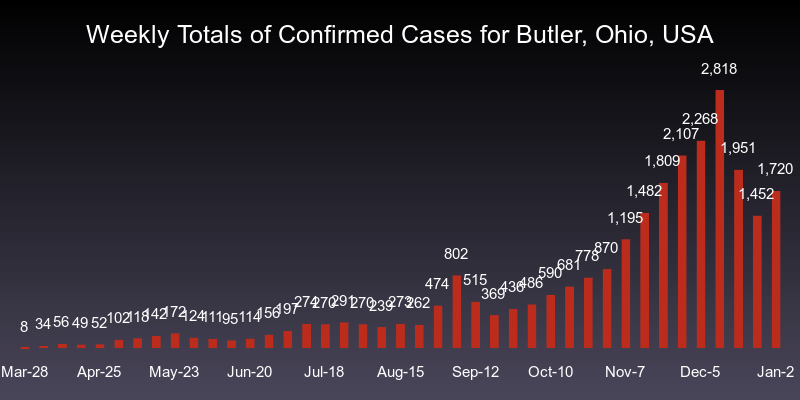 Weekly Totals of Confirmed Cases for Butler, Ohio, USA
8 34 56 49 52 102 118 142 172 124 111 95 114 156 197 274 270 291 270 239 273 262 474 802 515 369 436 486 590 681 778 870 1,195 1,482 1,809 2,107 2,268 2,818 1,951 1,452 1,720
Mar-28 Apr-25 May-23 Jun-20 Jul-18 Aug-15 Sep-12 Oct-10 Nov-7 Dec-5 Jan-2